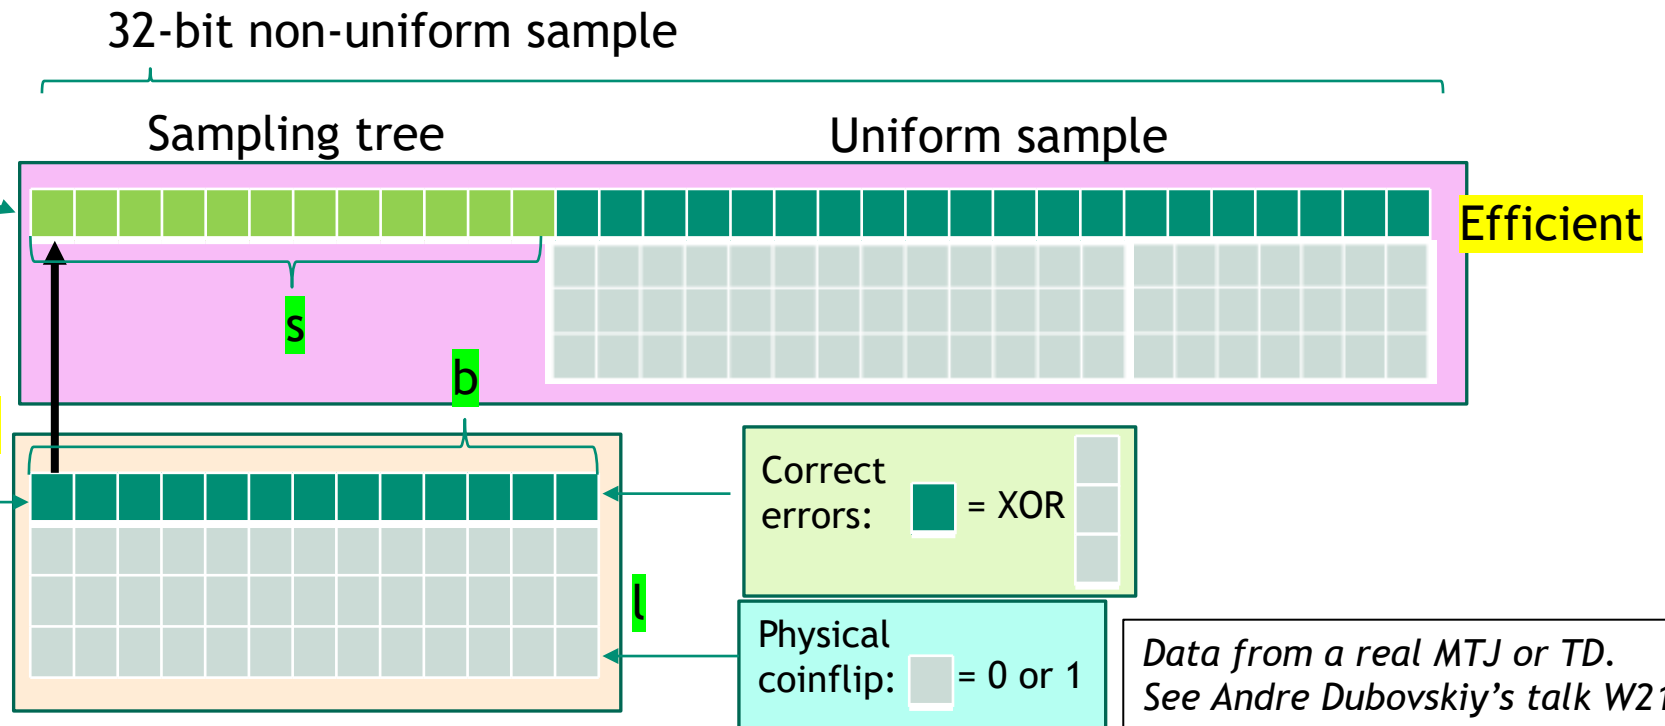 32-bit non-uniform sample
Sampling tree
Uniform sample
Efficient
s
b
Correct
errors:
= XOR
l
Physical
coinflip:
= 0 or 1
Data from a real MTJ or TD.
See Andre Dubovskiy's talk W21